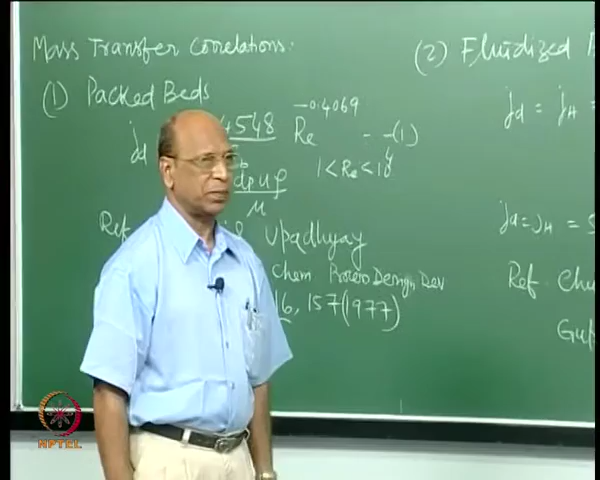 Mass Transfer Correlations.
(1) Packed Beds
jd 4548 Re -0.4069 - - (1)
1 < Re < 10
dpup
μ
Ref Upadhyay
Chem Process Design Dev
16, 157 (1977)
(2) Fluidized
jd = jH =
jd = jH =
Ref
NPTEL